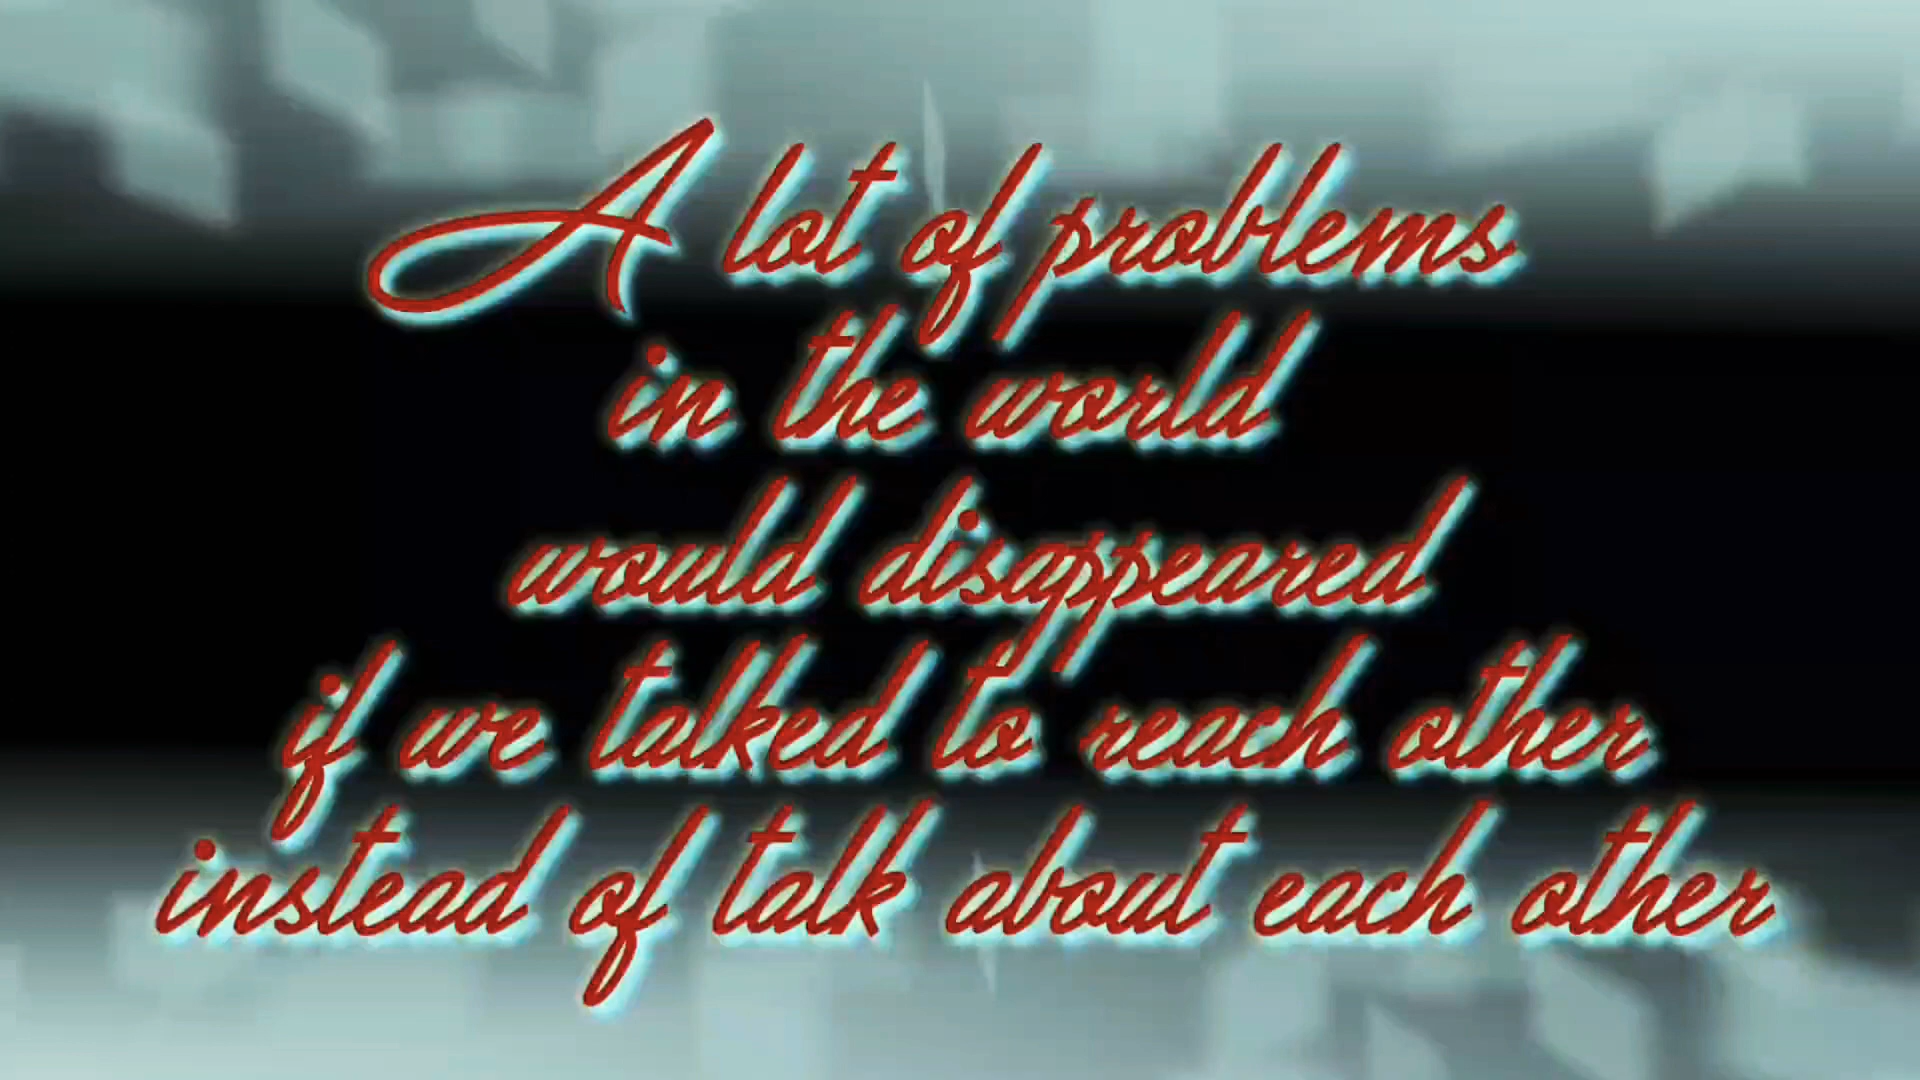 A lot of problems
in the world
would disappeared
if we talked to reach other
instead of talk about each other